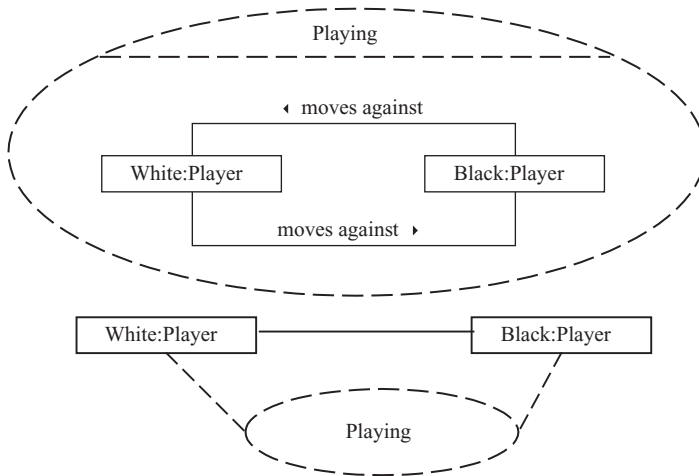 Playing
◂ moves against
White:Player Black:Player
moves against ▸
White:Player Black:Player
Playing